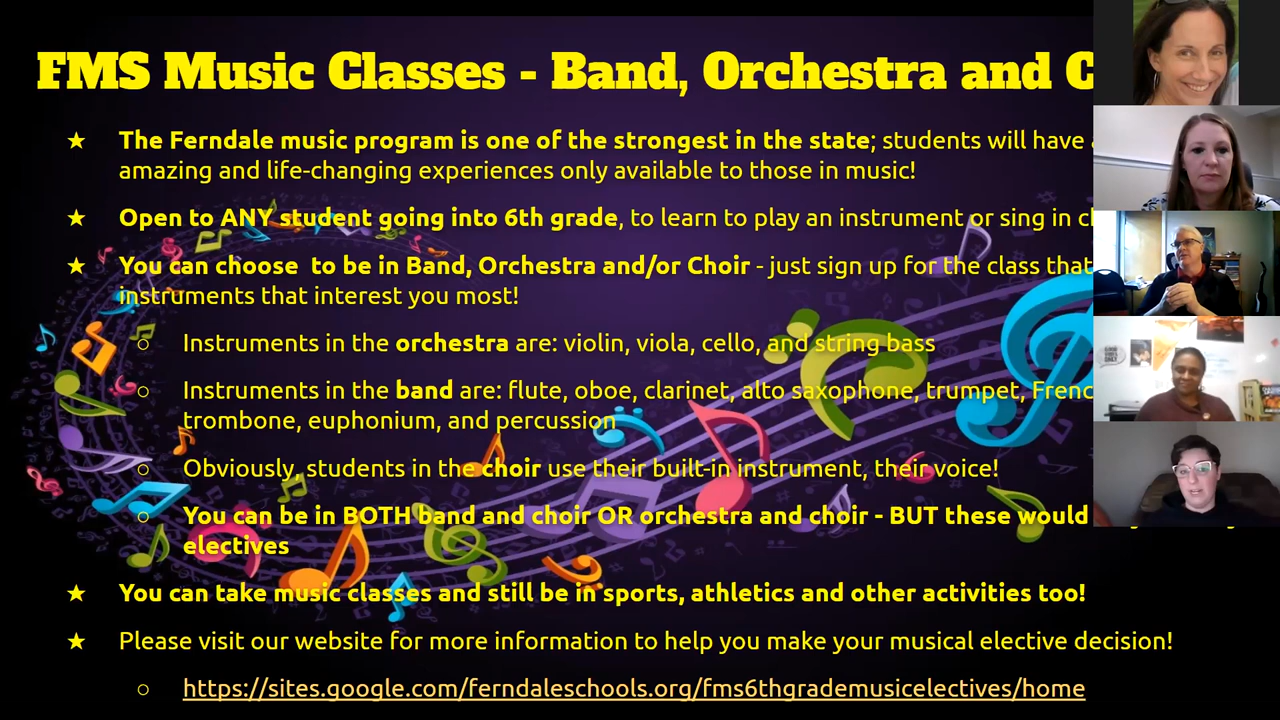 FMS Music Classes - Band, Orchestra and C
★ The Ferndale music program is one of the strongest in the state; students will have
amazing and life-changing experiences only available to those in music!
★ Open to ANY student going into 6th grade, to learn to play an instrument or sing in
★ You can choose to be in Band, Orchestra and/or Choir - just sign up for the class that
instruments that interest you most!
○ Instruments in the orchestra are: violin, viola, cello, and string bass
○ Instruments in the band are: flute, oboe, clarinet, alto saxophone, trumpet, Frenc
trombone, euphonium, and percussion
○ Obviously, students in the choir use their built-in instrument, their voice!
○ You can be in BOTH band and choir OR orchestra and choir - BUT these would
electives
★ You can take music classes and still be in sports, athletics and other activities too!
★ Please visit our website for more information to help you make your musical elective decision!
○ https://sites.google.com/ferndaleschools.org/fms6thgrademusicelectives/home